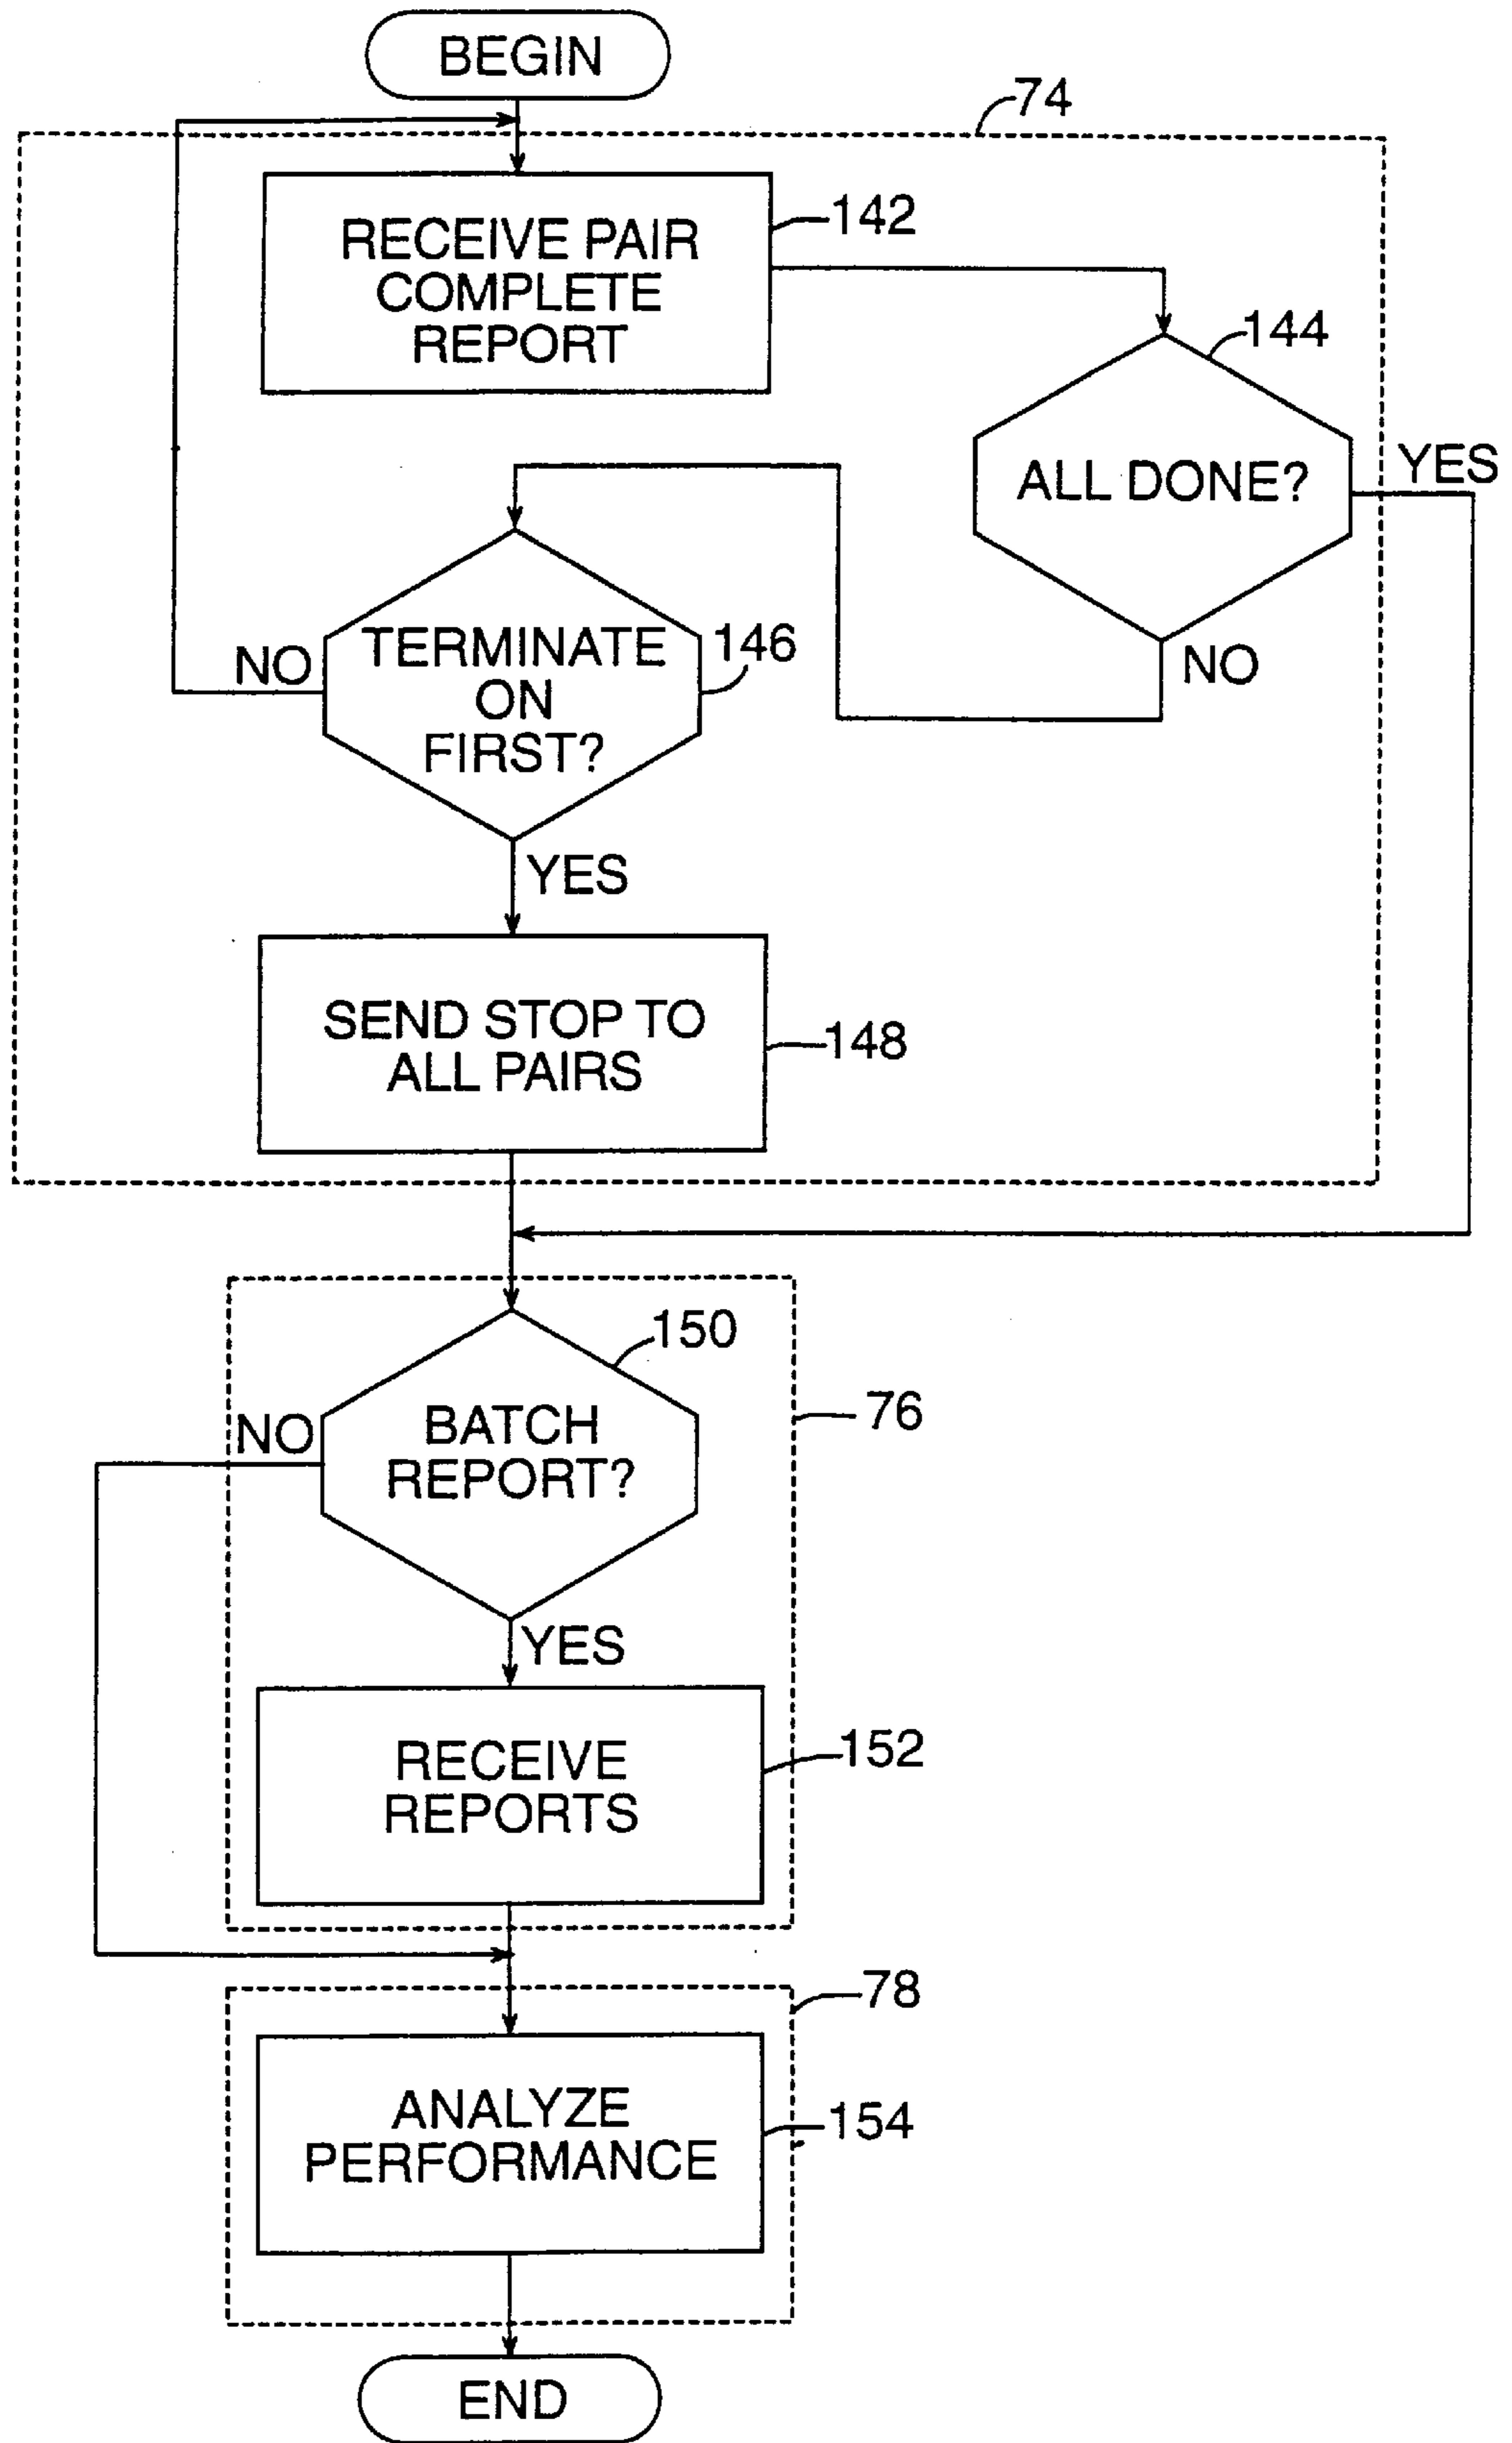 BEGIN
74
RECEIVE PAIR
COMPLETE
REPORT
142
144
ALL DONE?
YES
NO
TERMINATE
ON
FIRST?
146
NO
YES
SEND STOP TO
ALL PAIRS
148
150
BATCH
REPORT?
NO
76
YES
RECEIVE
REPORTS
152
78
ANALYZE
PERFORMANCE
154
END